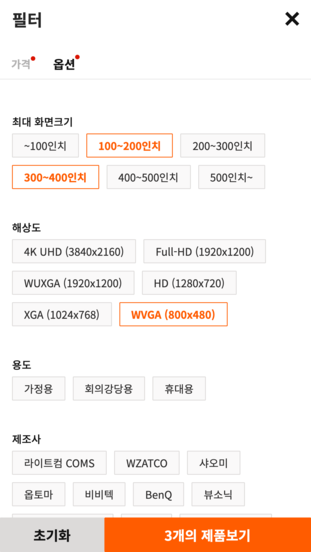 필터
가격 옵션
최대 화면크기
~100인치 100~200인치 200~300인치
300~400인치 400~500인치 500인치~
해상도
4K UHD (3840x2160) Full-HD (1920x1200)
WUXGA (1920x1200) HD (1280x720)
XGA (1024x768) WVGA (800x480)
용도
가정용 회의강당용 휴대용
제조사
라이트컴 COMS WZATCO 샤오미
옵토마 비비텍 BenQ 뷰소닉
초기화 3개의 제품보기